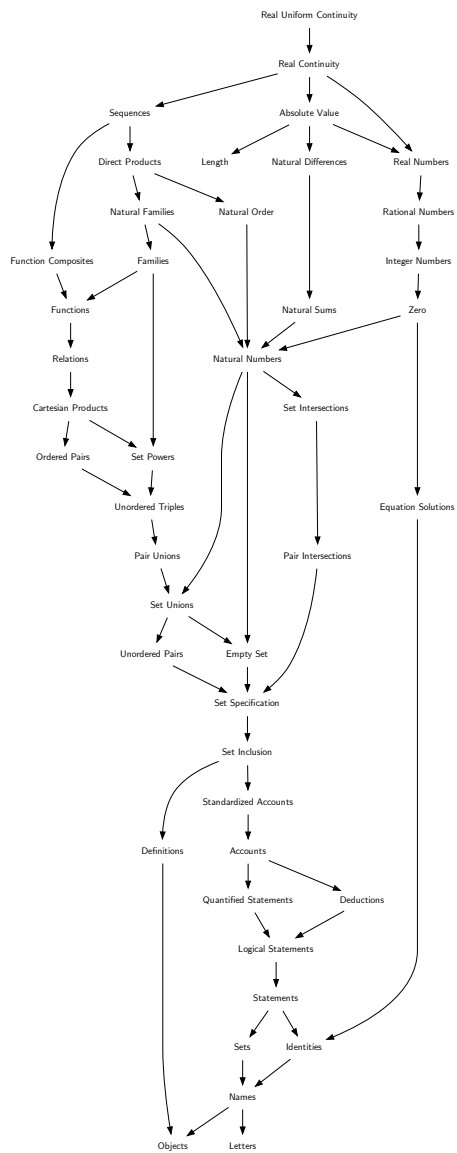 Real Uniform Continuity
Real Continuity
Sequences
Absolute Value
Direct Products
Length
Natural Differences
Real Numbers
Natural Families
Natural Order
Rational Numbers
Function Composites
Families
Integer Numbers
Functions
Natural Sums
Zero
Relations
Natural Numbers
Cartesian Products
Set Intersections
Ordered Pairs
Set Powers
Unordered Triples
Equation Solutions
Pair Unions
Pair Intersections
Set Unions
Unordered Pairs
Empty Set
Set Specification
Set Inclusion
Standardized Accounts
Definitions
Accounts
Quantified Statements
Deductions
Logical Statements
Statements
Sets
Identities
Names
Objects
Letters